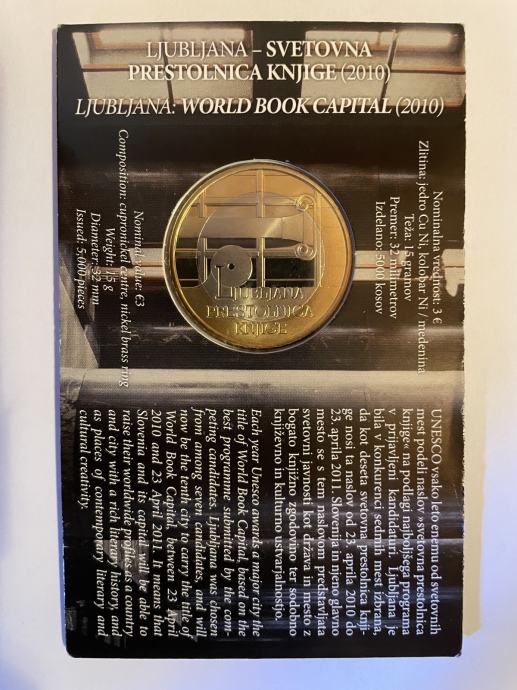 LJUBLJANA – SVETOVNA
PRESTOLNICA KNJIGE (2010)
LJUBLJANA: WORLD BOOK CAPITAL (2010)
Nominalna vrednost: 3 €
Zlitina: jedro Cu Ni, kolobar Ni / medenina
Teža: 15 gramov
Premer: 32 milimetrov
Izdelano: 5000 kosov
LJUBLJANA
PRESTOLNICA
KNJIGE
Nominal value: €3
Composition: cupronickel centre, nickel brass ring
Weight: 15 g
Diameter: 32 mm
Issued: 5,000 pieces
UNESCO vsako leto enemu od svetovnih
mest podeli naslov »svetovna prestolnica
knjige« na podlagi najboljšega programa
v prijavljeni kandidaturi. Ljubljana je
bila v konkurenci sedmih mest izbrana,
da kot deseta svetovna prestolnica knji-
ge nosi ta naslov od 23. aprila 2010 do
23. aprila 2011. Slovenija in njeno glavno
mesto se s tem naslovom predstavljata
svetovni javnosti kot država in mesto z
bogato knjižno zgodovino ter sodobno
književno in kulturno ustvarjalnostjo.
Each year Unesco awards a major city the
title of World Book Capital, based on the
best programme submitted by the com-
peting candidates. Ljubljana was chosen
from among seven candidates, and will
now be the tenth city to carry the title of
World Book Capital, between 23 April
2010 and 23 April 2011. It means that
Slovenia and its capital will be able to
raise their worldwide profiles as a country
and city with a rich literary history, and
as places of contemporary literary and
cultural creativity.